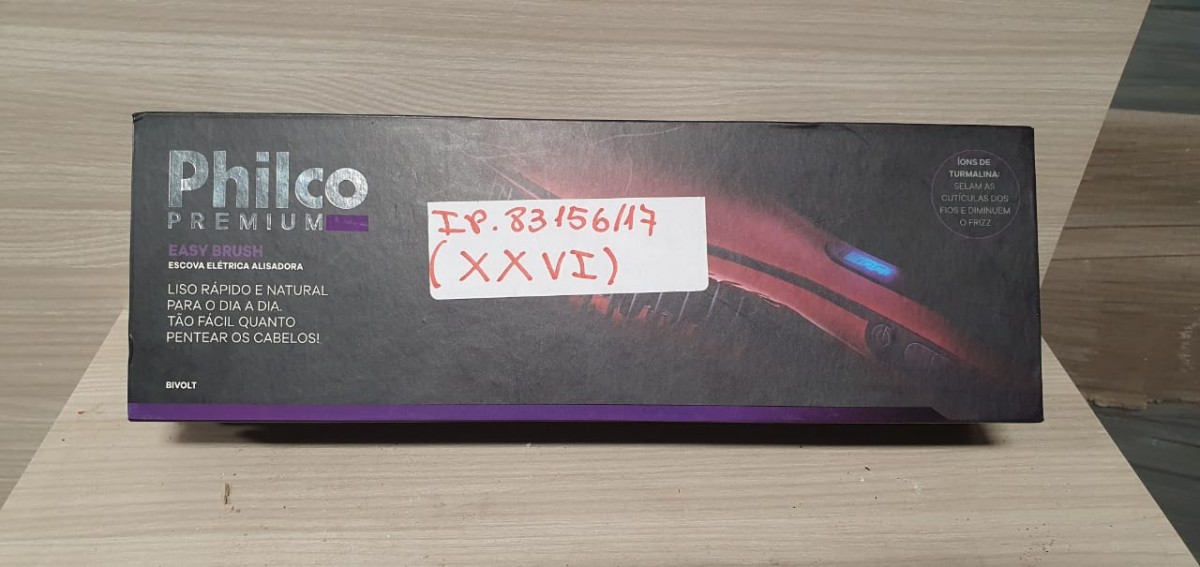 Philco
PREMIUM
EASY BRUSH
ESCOVA ELÉTRICA ALISADORA
LISO RÁPIDO E NATURAL
PARA O DIA A DIA.
TÃO FÁCIL QUANTO
PENTEAR OS CABELOS!
BIVOLT
I.P. 83156/17
(XXVI)
ÍONS DE
TURMALINA:
SELAM AS
CUTÍCULAS DOS
FIOS E DIMINUEM
O FRIZZ